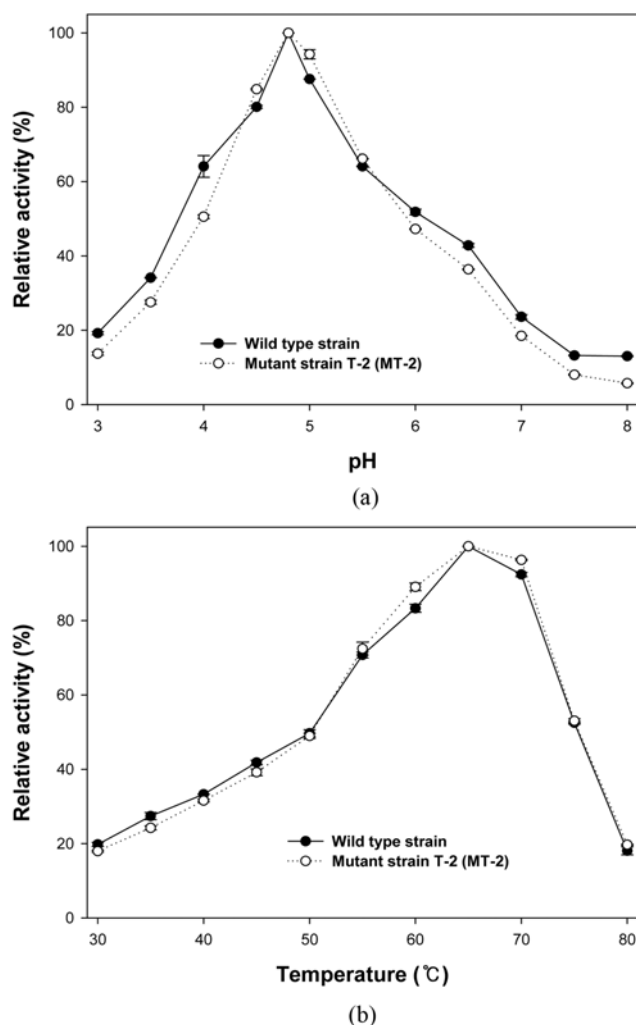 100
80
60
40
20
0
Relative activity (%)
Wild type strain
Mutant strain T-2 (MT-2)
3 4 5 6 7 8
pH
(a)
100
80
60
40
20
0
Relative activity (%)
Wild type strain
Mutant strain T-2 (MT-2)
30 40 50 60 70 80
Temperature (℃)
(b)